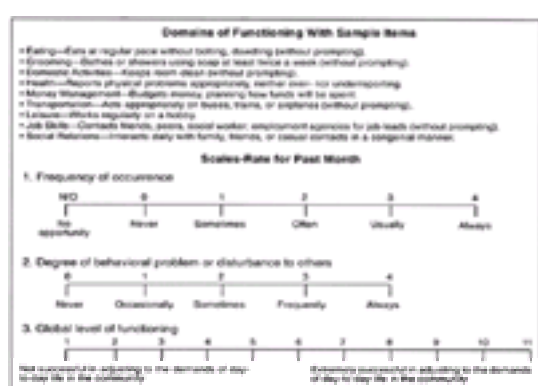 Domains of Functioning With Sample Items
• Eating—Eats at regular pace without bolting, dawdling (without prompting).
• Grooming—Bathes or showers using soap at least twice a week (without prompting).
• Domestic Activities—Keeps room clean (without prompting).
• Health—Reports physical problems appropriately, neither over- nor underreporting.
• Money Management—Budgets money, planning how funds will be spent.
• Transportation—Acts appropriately on buses, trains, or airplanes (without prompting).
• Leisure—Works regularly on a hobby.
• Job Skills—Contacts friends, peers, social worker, employment agencies for job leads (without prompting).
• Social Relations—Interacts daily with family, friends, or casual contacts in a congenial manner.
Scales-Rate for Past Month
1. Frequency of occurrence
N/O 0 1 2 3 4
No opportunity Never Sometimes Often Usually Always
2. Degree of behavioral problem or disturbance to others
0 1 2 3 4
Never Occasionally Sometimes Frequently Always
3. Global level of functioning
1 2 3 4 5 6 7 8 9 10 11
Not successful in adjusting to the demands of day-
to-day life in the community
Extremely successful in adjusting to the demands
of day-to-day life in the community